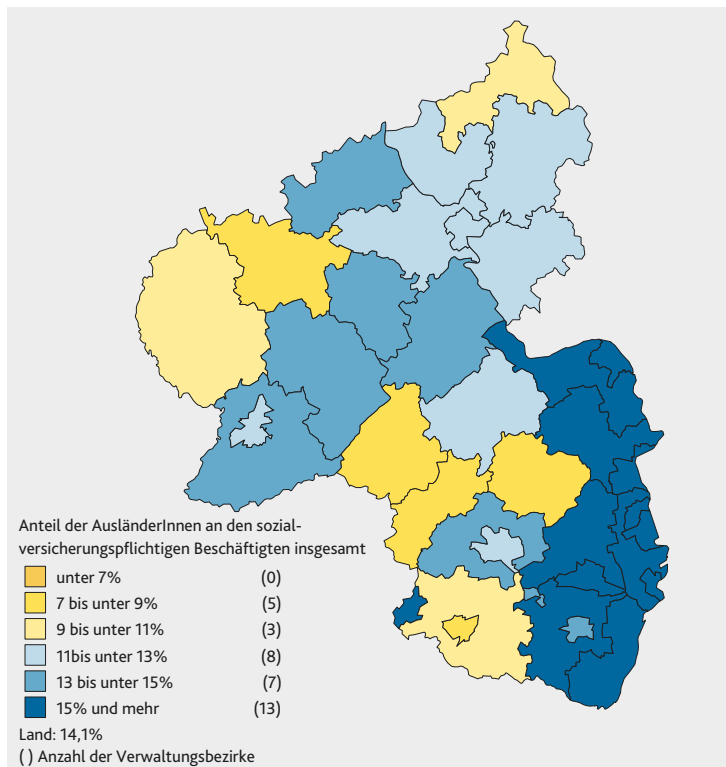 Anteil der AusländerInnen an den sozial-
versicherungspflichtigen Beschäftigten insgesamt
unter 7% (0)
7 bis unter 9% (5)
9 bis unter 11% (3)
11bis unter 13% (8)
13 bis unter 15% (7)
15% und mehr (13)
Land: 14,1%
( ) Anzahl der Verwaltungsbezirke